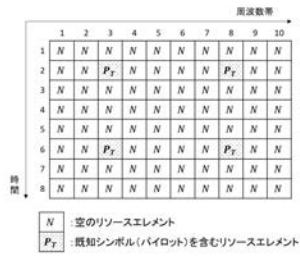 周波数帯
1 2 3 4 5 6 7 8 9 10
1 N N N N N N N N N N
2 N N P_T N N N N P_T N N
3 N N N N N N N N N N
4 N N N N N N N N N N
5 N N N N N N N N N N
6 N N P_T N N N N P_T N N
7 N N N N N N N N N N
8 N N N N N N N N N N
時間
N :空のリソースエレメント
P_T :既知シンボル(パイロット)を含むリソースエレメント